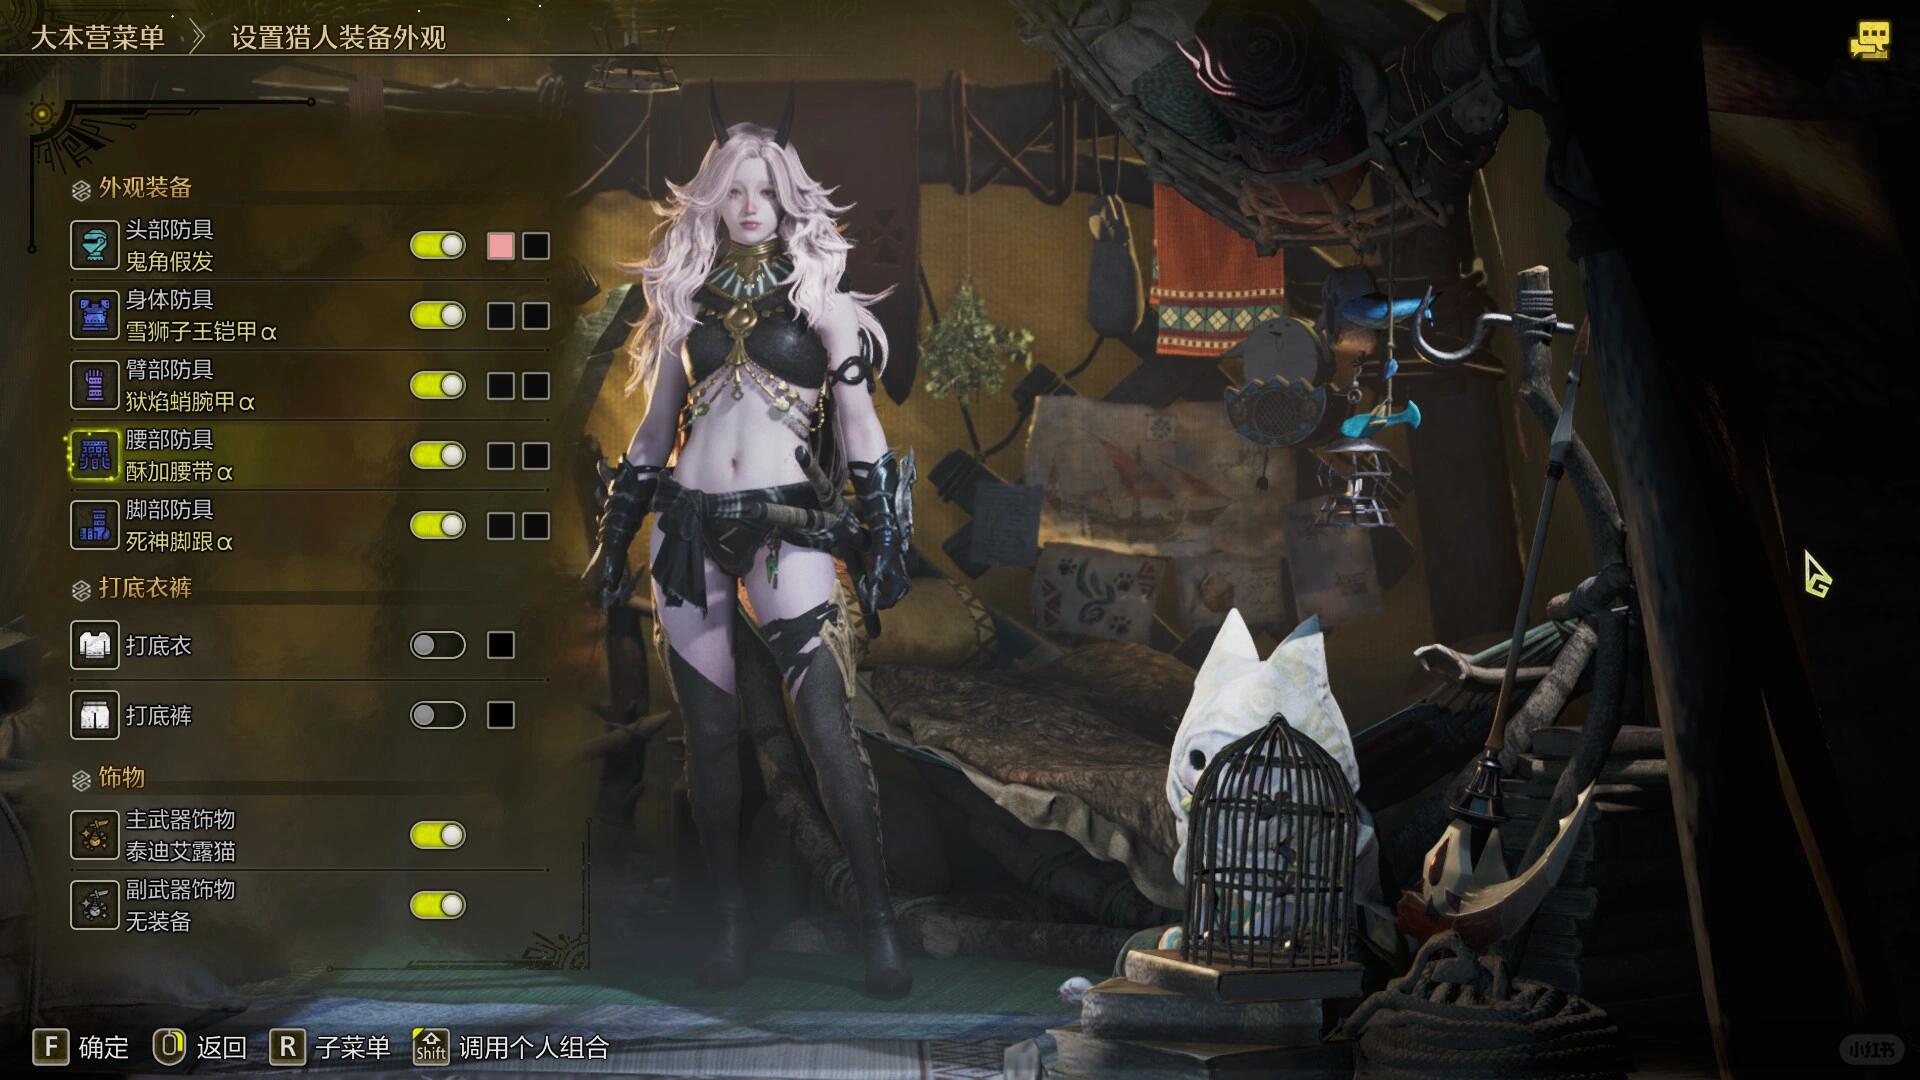 大本营菜单
设置猎人装备外观
外观装备
头部防具
鬼角假发
身体防具
雪狮子王铠甲α
臂部防具
狱焰蛸腕甲α
腰部防具
酥加腰带α
脚部防具
死神脚跟α
打底衣裤
打底衣
打底裤
饰物
主武器饰物
泰迪艾露猫
副武器饰物
无装备
F 确定 返回 R 子菜单 Shift 调用个人组合
小红书